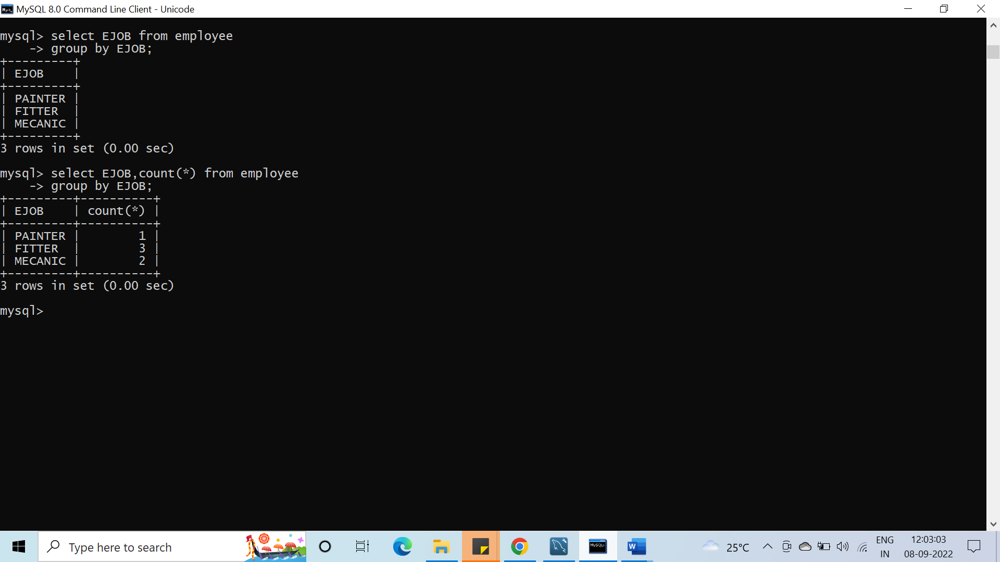 MySQL 8.0 Command Line Client - Unicode
mysql> select EJOB from employee
    -> group by EJOB;
+---------+
| EJOB    |
+---------+
| PAINTER |
| FITTER  |
| MECANIC |
+---------+
3 rows in set (0.00 sec)
mysql> select EJOB,count(*) from employee
    -> group by EJOB;
+---------+----------+
| EJOB    | count(*) |
+---------+----------+
| PAINTER |        1 |
| FITTER  |        3 |
| MECANIC |        2 |
+---------+----------+
3 rows in set (0.00 sec)
mysql>
Type here to search
MySQL>
W
25°C
ENG
IN
12:03:03
08-09-2022